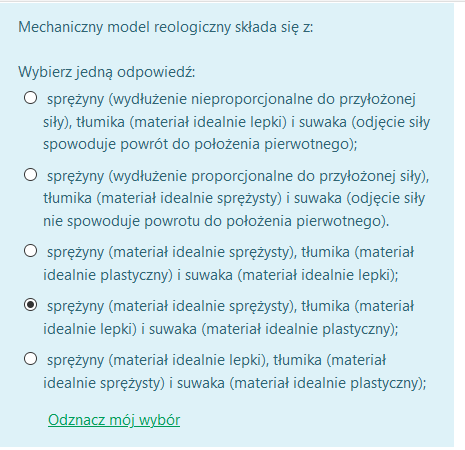 Mechaniczny model reologiczny składa się z:
Wybierz jedną odpowiedź:
sprężyny (wydłużenie nieproporcjonalne do przyłożonej
siły), tłumika (materiał idealnie lepki) i suwaka (odjęcie siły
spowoduje powrót do położenia pierwotnego);
sprężyny (wydłużenie proporcjonalne do przyłożonej siły),
tłumika (materiał idealnie sprężysty) i suwaka (odjęcie siły
nie spowoduje powrotu do położenia pierwotnego).
sprężyny (materiał idealnie sprężysty), tłumika (materiał
idealnie plastyczny) i suwaka (materiał idealnie lepki);
sprężyny (materiał idealnie sprężysty), tłumika (materiał
idealnie lepki) i suwaka (materiał idealnie plastyczny);
sprężyny (materiał idealnie lepki), tłumika (materiał
idealnie sprężysty) i suwaka (materiał idealnie plastyczny);
Odznacz mój wybór